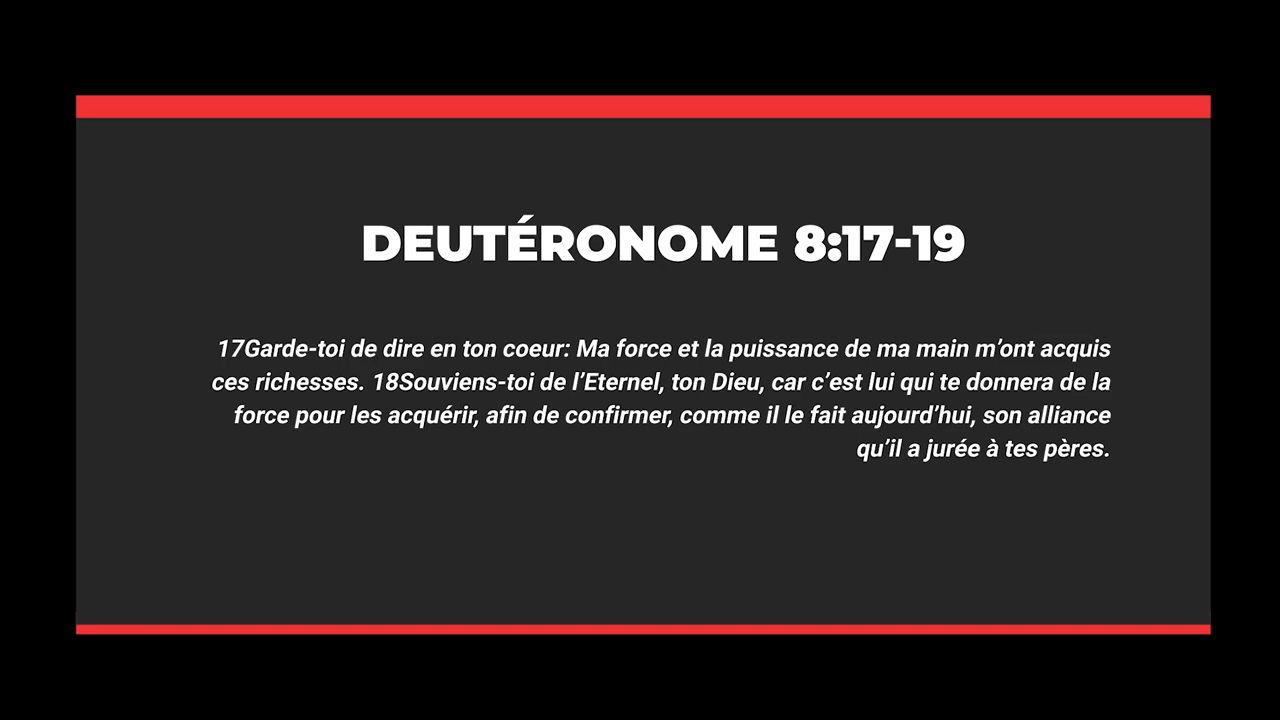 DEUTÉRONOME 8:17-19
17Garde-toi de dire en ton coeur: Ma force et la puissance de ma main m’ont acquis
ces richesses. 18Souviens-toi de l’Eternel, ton Dieu, car c’est lui qui te donnera de la
force pour les acquérir, afin de confirmer, comme il le fait aujourd’hui, son alliance
qu’il a jurée à tes pères.